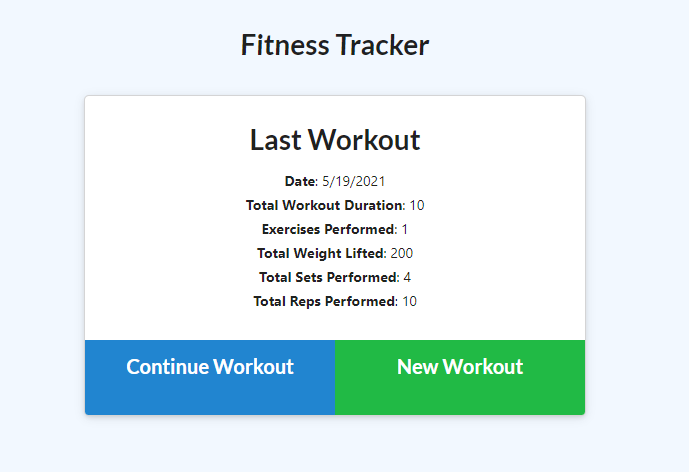 Fitness Tracker
Last Workout
Date: 5/19/2021
Total Workout Duration: 10
Exercises Performed: 1
Total Weight Lifted: 200
Total Sets Performed: 4
Total Reps Performed: 10
Continue Workout
New Workout